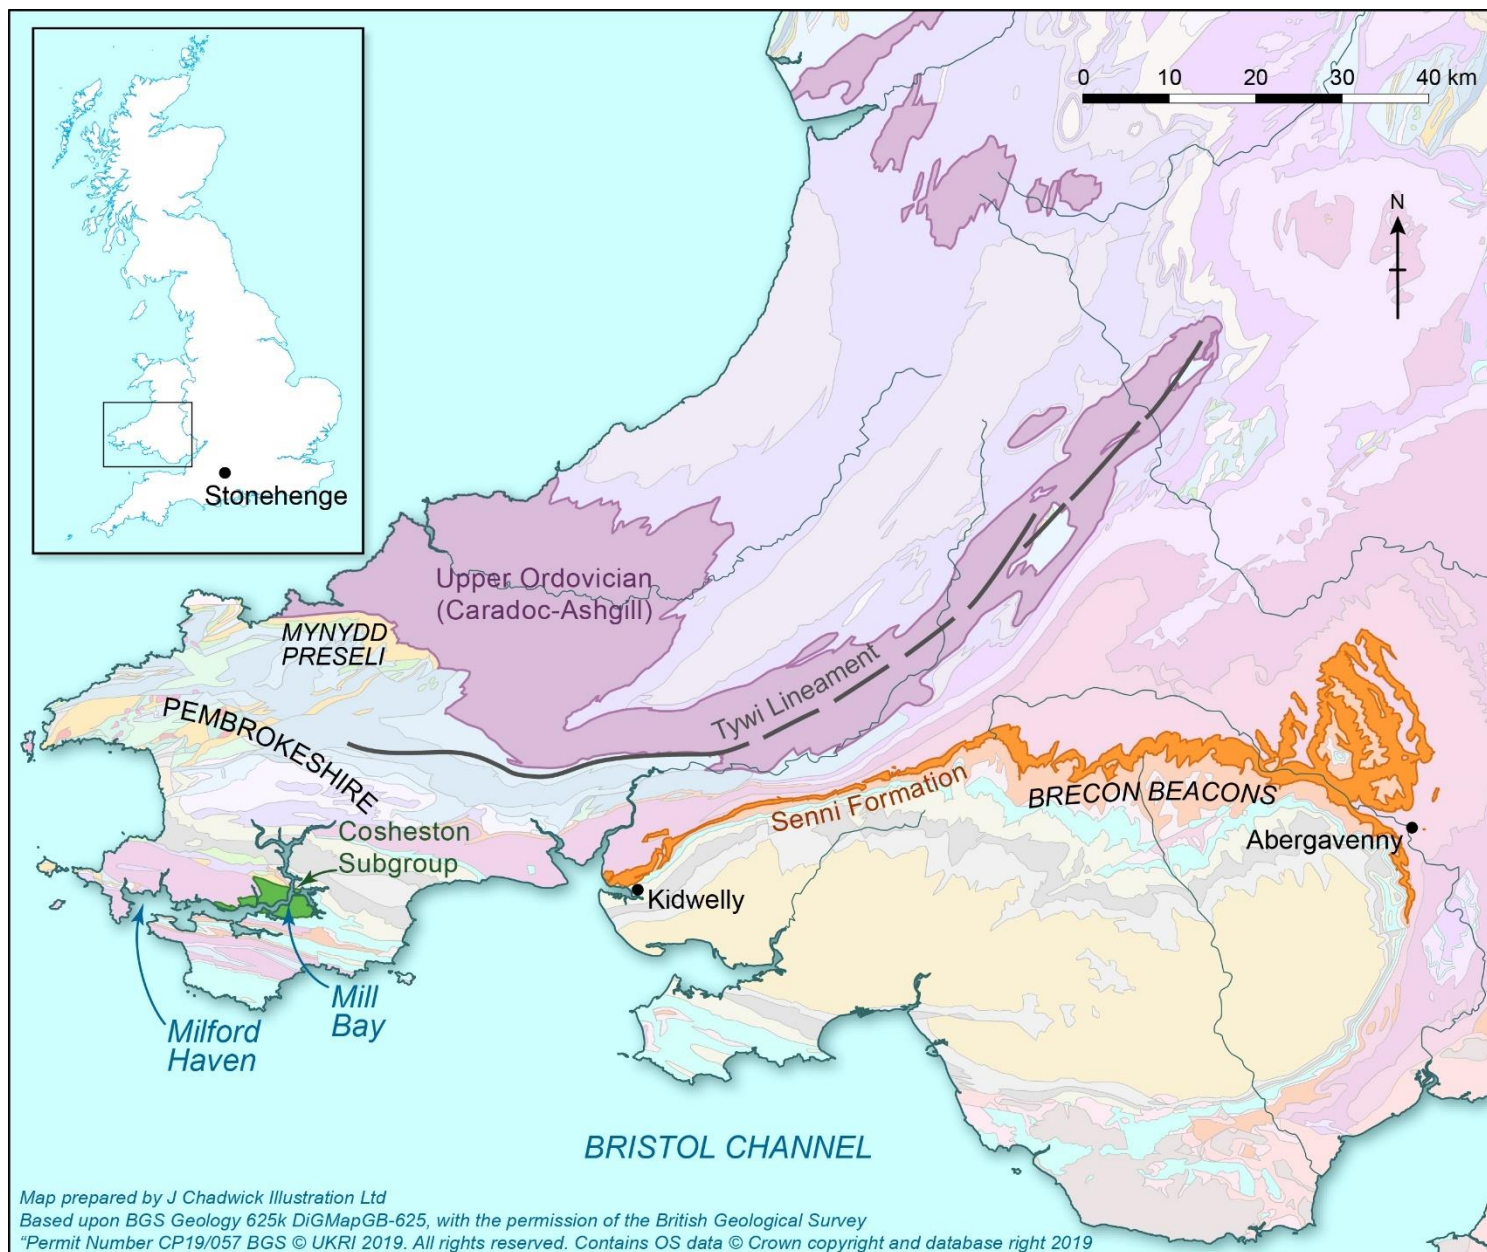 Stonehenge
0 10 20 30 40 km
N
Upper Ordovician
(Caradoc-Ashgill)
MYNYDD
PRESELI
Tywi Lineament
PEMBROKESHIRE
Senni Formation
BRECON BEACONS
Abergavenny
Cosheston
Subgroup
Kidwelly
Mill
Bay
Milford
Haven
BRISTOL CHANNEL
Map prepared by J Chadwick Illustration Ltd
Based upon BGS Geology 625k DiGMapGB-625, with the permission of the British Geological Survey
“Permit Number CP19/057 BGS © UKRI 2019. All rights reserved. Contains OS data © Crown copyright and database right 2019